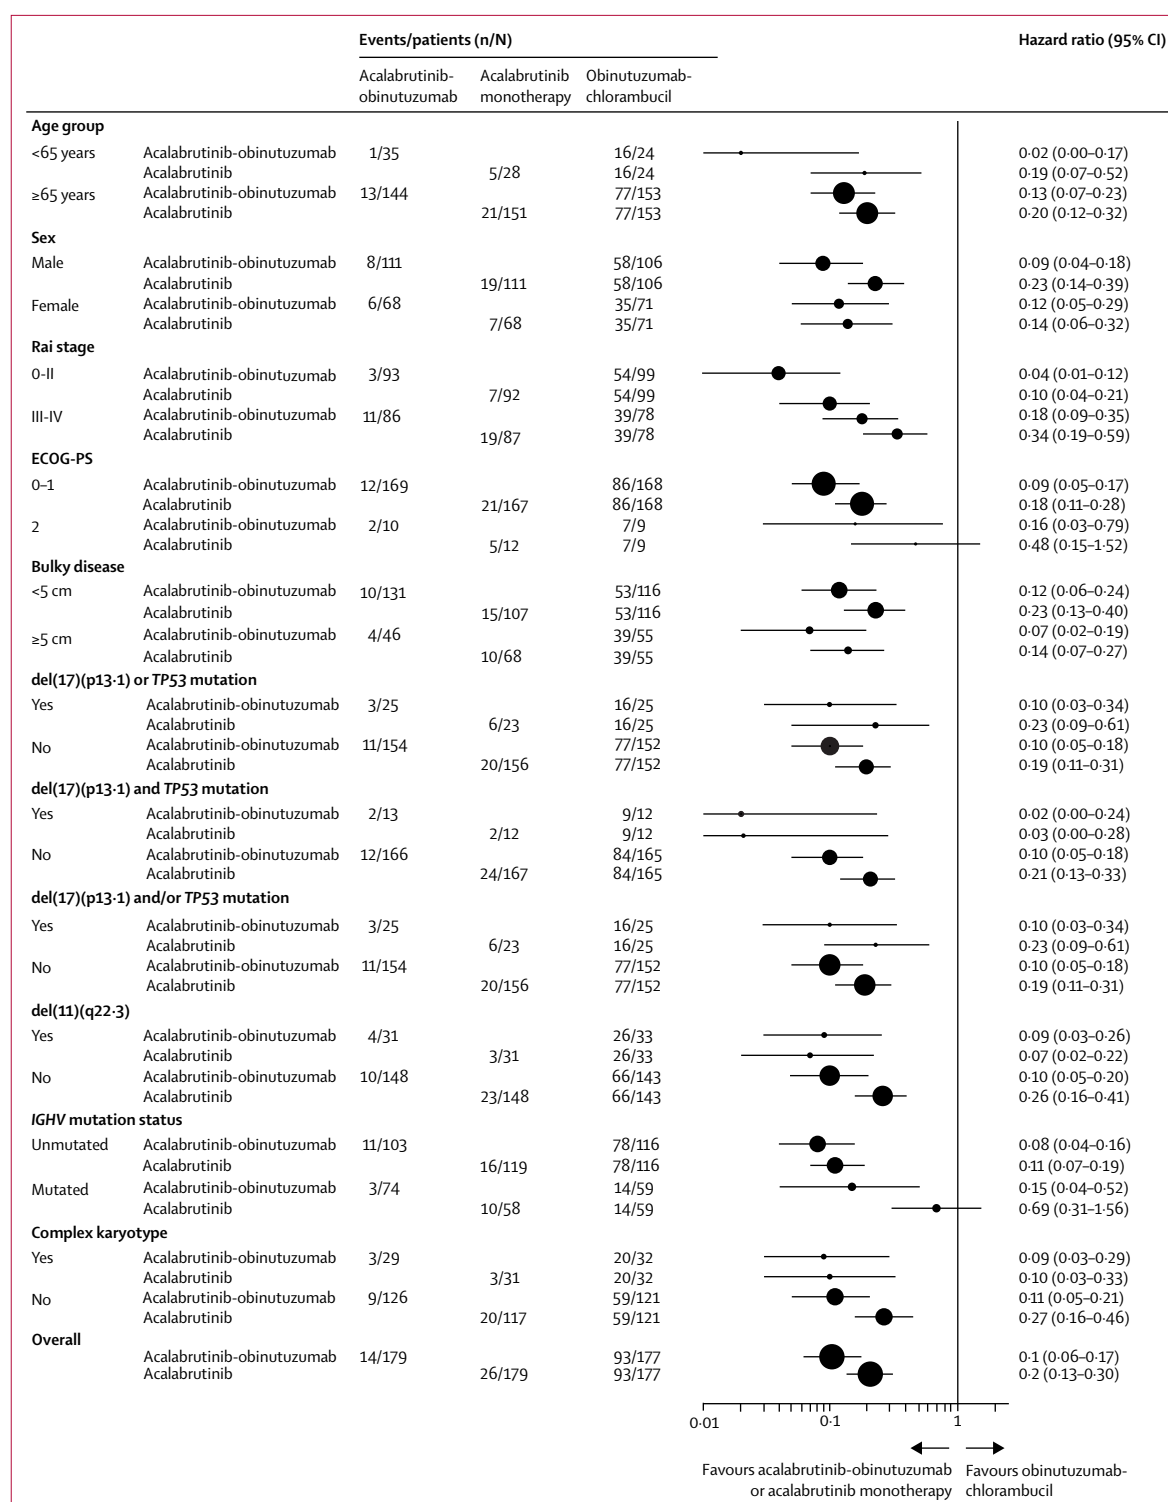 Events/patients (n/N) Hazard ratio (95% CI)
Acalabrutinib- Acalabrutinib Obinutuzumab-
obinutuzumab monotherapy chlorambucil
Age group
<65 years Acalabrutinib-obinutuzumab 1/35 16/24 0·02 (0·00–0·17)
Acalabrutinib 5/28 16/24 0·19 (0·07–0·52)
≥65 years Acalabrutinib-obinutuzumab 13/144 77/153 0·13 (0·07–0·23)
Acalabrutinib 21/151 77/153 0·20 (0·12–0·32)
Sex
Male Acalabrutinib-obinutuzumab 8/111 58/106 0·09 (0·04–0·18)
Acalabrutinib 19/111 58/106 0·23 (0·14–0·39)
Female Acalabrutinib-obinutuzumab 6/68 35/71 0·12 (0·05–0·29)
Acalabrutinib 7/68 35/71 0·14 (0·06–0·32)
Rai stage
0-II Acalabrutinib-obinutuzumab 3/93 54/99 0·04 (0·01–0·12)
Acalabrutinib 7/92 54/99 0·10 (0·04–0·21)
III-IV Acalabrutinib-obinutuzumab 11/86 39/78 0·18 (0·09–0·35)
Acalabrutinib 19/87 39/78 0·34 (0·19–0·59)
ECOG-PS
0–1 Acalabrutinib-obinutuzumab 12/169 86/168 0·09 (0·05–0·17)
Acalabrutinib 21/167 86/168 0·18 (0·11–0·28)
2 Acalabrutinib-obinutuzumab 2/10 7/9 0·16 (0·03–0·79)
Acalabrutinib 5/12 7/9 0·48 (0·15–1·52)
Bulky disease
<5 cm Acalabrutinib-obinutuzumab 10/131 53/116 0·12 (0·06–0·24)
Acalabrutinib 15/107 53/116 0·23 (0·13–0·40)
≥5 cm Acalabrutinib-obinutuzumab 4/46 39/55 0·07 (0·02–0·19)
Acalabrutinib 10/68 39/55 0·14 (0·07–0·27)
del(17)(p13·1) or TP53 mutation
Yes Acalabrutinib-obinutuzumab 3/25 16/25 0·10 (0·03–0·34)
Acalabrutinib 6/23 16/25 0·23 (0·09–0·61)
No Acalabrutinib-obinutuzumab 11/154 77/152 0·10 (0·05–0·18)
Acalabrutinib 20/156 77/152 0·19 (0·11–0·31)
del(17)(p13·1) and TP53 mutation
Yes Acalabrutinib-obinutuzumab 2/13 9/12 0·02 (0·00–0·24)
Acalabrutinib 2/12 9/12 0·03 (0·00–0·28)
No Acalabrutinib-obinutuzumab 12/166 84/165 0·10 (0·05–0·18)
Acalabrutinib 24/167 84/165 0·21 (0·13–0·33)
del(17)(p13·1) and/or TP53 mutation
Yes Acalabrutinib-obinutuzumab 3/25 16/25 0·10 (0·03–0·34)
Acalabrutinib 6/23 16/25 0·23 (0·09–0·61)
No Acalabrutinib-obinutuzumab 11/154 77/152 0·10 (0·05–0·18)
Acalabrutinib 20/156 77/152 0·19 (0·11–0·31)
del(11)(q22·3)
Yes Acalabrutinib-obinutuzumab 4/31 26/33 0·09 (0·03–0·26)
Acalabrutinib 3/31 26/33 0·07 (0·02–0·22)
No Acalabrutinib-obinutuzumab 10/148 66/143 0·10 (0·05–0·20)
Acalabrutinib 23/148 66/143 0·26 (0·16–0·41)
IGHV mutation status
Unmutated Acalabrutinib-obinutuzumab 11/103 78/116 0·08 (0·04–0·16)
Acalabrutinib 16/119 78/116 0·11 (0·07–0·19)
Mutated Acalabrutinib-obinutuzumab 3/74 14/59 0·15 (0·04–0·52)
Acalabrutinib 10/58 14/59 0·69 (0·31–1·56)
Complex karyotype
Yes Acalabrutinib-obinutuzumab 3/29 20/32 0·09 (0·03–0·29)
Acalabrutinib 3/31 20/32 0·10 (0·03–0·33)
No Acalabrutinib-obinutuzumab 9/126 59/121 0·11 (0·05–0·21)
Acalabrutinib 20/117 59/121 0·27 (0·16–0·46)
Overall
Acalabrutinib-obinutuzumab 14/179 93/177 0·1 (0·06–0·17)
Acalabrutinib 26/179 93/177 0·2 (0·13–0·30)
0·01 0·1 1
Favours acalabrutinib-obinutuzumab Favours obinutuzumab-
or acalabrutinib monotherapy chlorambucil